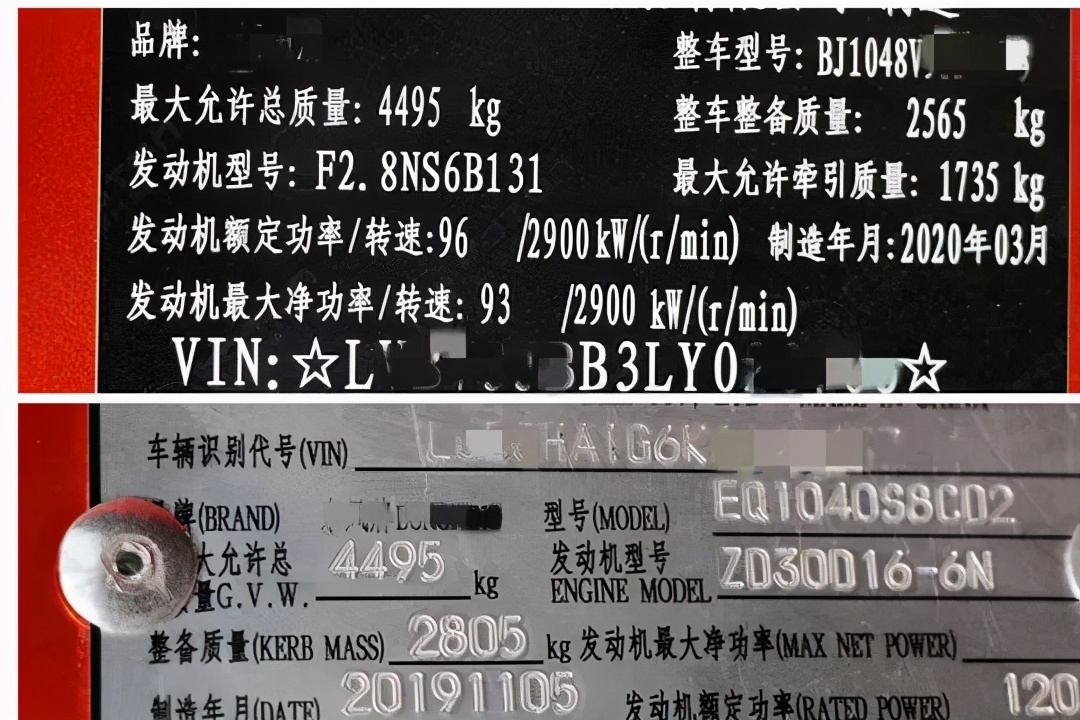 品牌:
整车型号: BJ1048V
最大允许总质量: 4495 kg
整车整备质量: 2565 kg
发动机型号: F2.8NS6B131
最大允许牵引质量: 1735 kg
发动机额定功率/转速:96 /2900kW/(r/min) 制造年月:2020年03月
发动机最大净功率/转速: 93 /2900 kW/(r/min)
VIN:☆L B3LY0 ☆
车辆识别代号(VIN) L HA1G6K
牌(BRAND)
型号(MODEL) EQ1040S8CD2
大允许总
量G.V.W. 4495 kg
发动机型号
ENGINE MODEL ZD30D16-6N
整备质量(KERB MASS) 2805 kg 发动机最大净功率(MAX NET POWER)
制造年月(DATE) 20191105 发动机额定功率(RATED POWER) 120